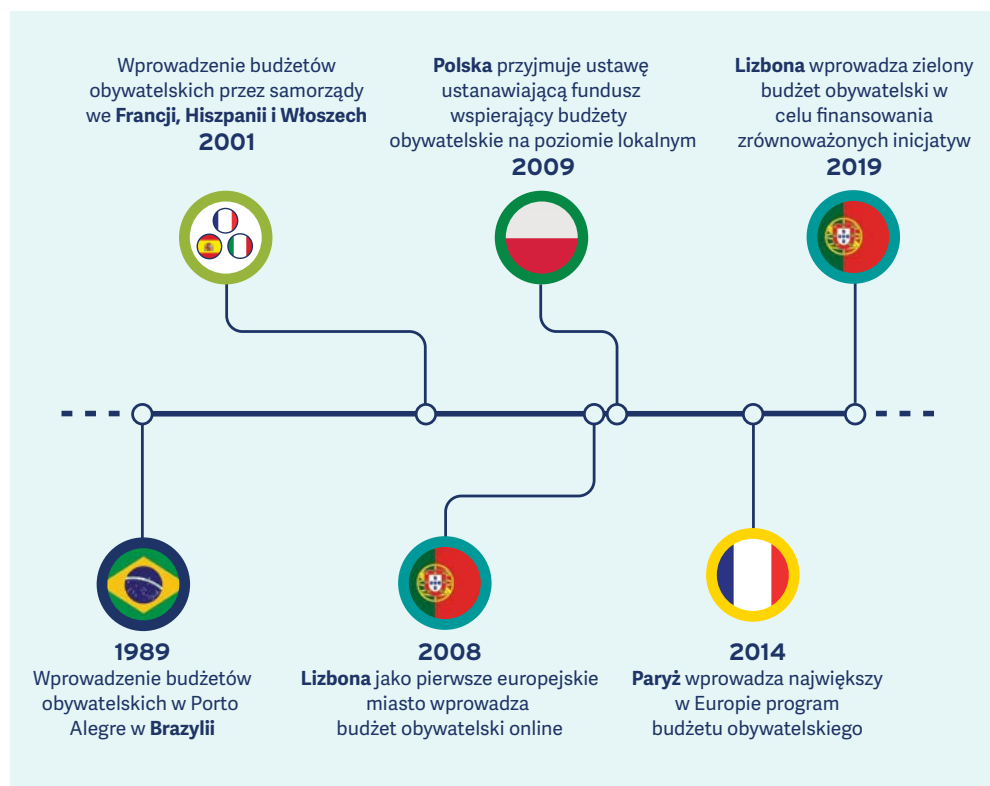 Wprowadzenie budżetów
obywatelskich przez samorządy
we Francji, Hiszpanii i Włoszech
2001
Polska przyjmuje ustawę
ustanawiającą fundusz
wspierający budżety
obywatelskie na poziomie lokalnym
2009
Lizbona wprowadza zielony
budżet obywatelski w
celu finansowania
zrównoważonych inicjatyw
2019
1989
Wprowadzenie budżetów
obywatelskich w Porto
Alegre w Brazylii
2008
Lizbona jako pierwsze europejskie
miasto wprowadza
budżet obywatelski online
2014
Paryż wprowadza największy
w Europie program
budżetu obywatelskiego